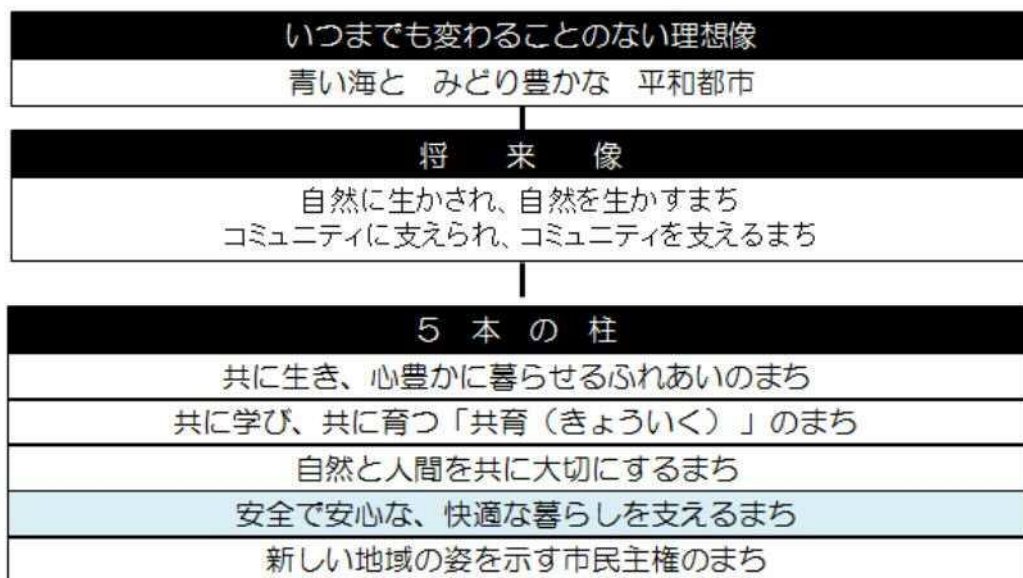 いつまでも変わることのない理想像
青い海と　みどり豊かな　平和都市
将　来　像
自然に生かされ、自然を生かすまち
コミュニティに支えられ、コミュニティを支えるまち
５　本　の　柱
共に生き、心豊かに暮らせるふれあいのまち
共に学び、共に育つ「共育（きょういく）」のまち
自然と人間を共に大切にするまち
安全で安心な、快適な暮らしを支えるまち
新しい地域の姿を示す市民主権のまち